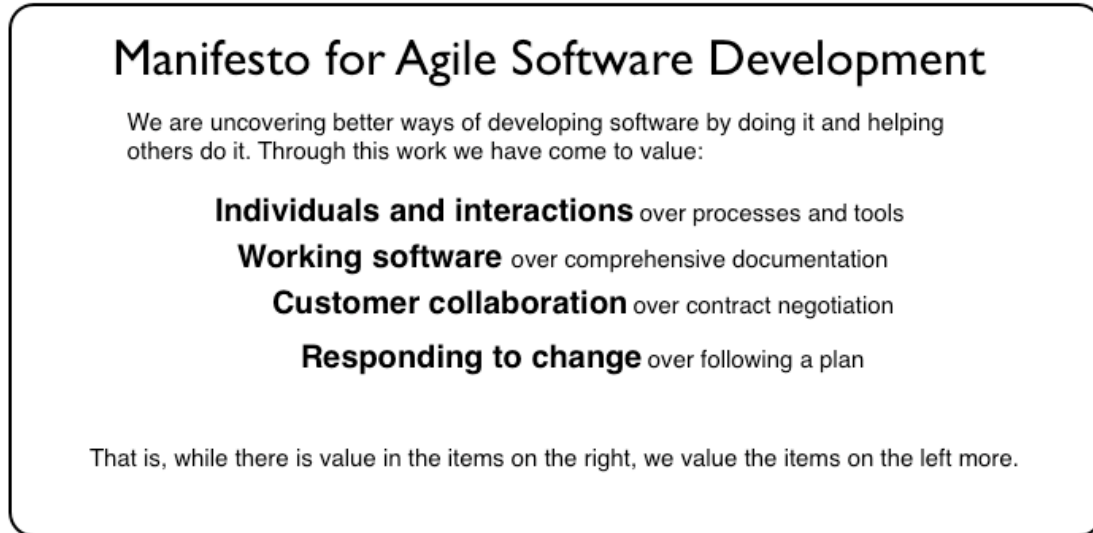 Manifesto for Agile Software Development
We are uncovering better ways of developing software by doing it and helping
others do it. Through this work we have come to value:
Individuals and interactions over processes and tools
Working software over comprehensive documentation
Customer collaboration over contract negotiation
Responding to change over following a plan
That is, while there is value in the items on the right, we value the items on the left more.